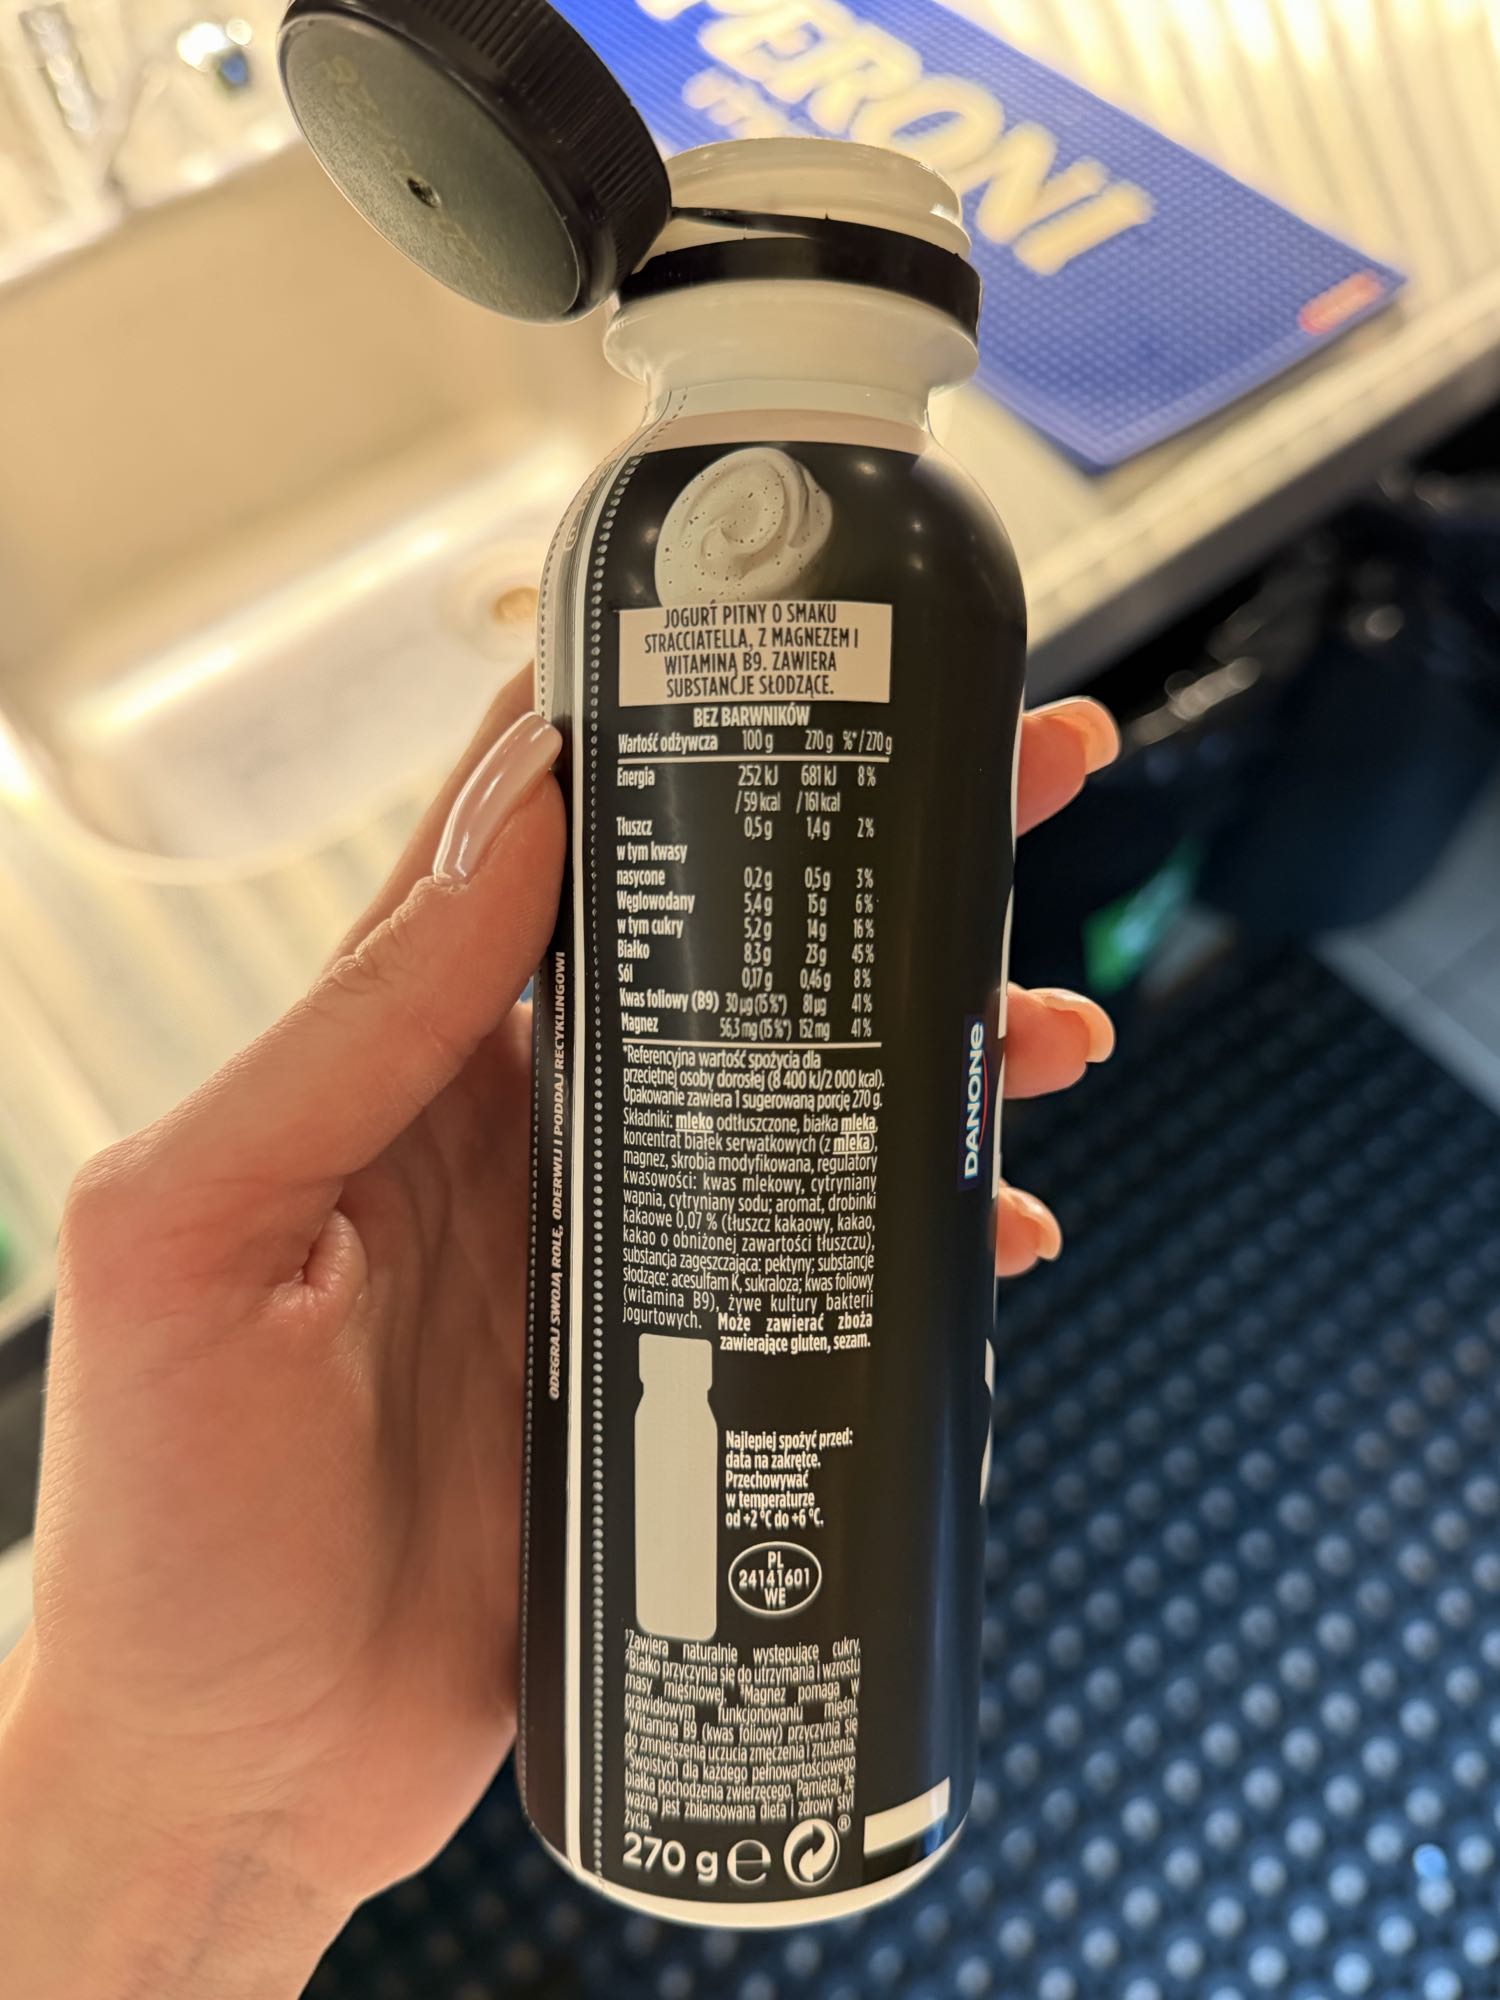 PERONI
JOGURT PITNY O SMAKU
STRACCIATELLA, Z MAGNEZEM I
WITAMINĄ B9. ZAWIERA
SUBSTANCJE SŁODZĄCE.
BEZ BARWNIKÓW
Wartość odżywcza 100 g 270 g %*/270 g
Energia 252 kJ 681 kJ 8%
/59 kcal /161 kcal
Tłuszcz 0,5 g 1,4 g 2%
w tym kwasy
nasycone 0,2 g 0,5 g 3%
Węglowodany 5,4 g 15 g 6%
w tym cukry 5,2 g 14 g 16%
Białko 8,3 g 23 g 45%
Sól 0,17 g 0,46 g 8%
Kwas foliowy (B9) 30 µg (15%*) 81 µg 41%
Magnez 56,3 mg (15%*) 152 mg 41%
*Referencyjna wartość spożycia dla
przeciętnej osoby dorosłej (8 400 kJ/2 000 kcal).
Opakowanie zawiera 1 sugerowaną porcję 270 g.
Składniki: mleko odtłuszczone, białka mleka,
koncentrat białek serwatkowych (z mleka),
magnez, skrobia modyfikowana, regulatory
kwasowości: kwas mlekowy, cytryniany
wapnia, cytryniany sodu; aromat, drobinki
kakaowe 0,07 % (tłuszcz kakaowy, kakao,
kakao o obniżonej zawartości tłuszczu),
substancja zagęszczająca: pektyny; substancje
słodzące: acesulfam K, sukraloza; kwas foliowy
(witamina B9), żywe kultury bakterii
jogurtowych. Może zawierać zboża
zawierające gluten, sezam.
Najlepiej spożyć przed:
data na zakrętce.
Przechowywać
w temperaturze
od +2 °C do +6 °C.
PL
24141601
WE
Zawiera naturalnie występujące cukry.
Białko przyczynia się do utrzymania i wzrostu
masy mięśniowej. Magnez pomaga w
prawidłowym funkcjonowaniu mięśni.
Witamina B9 (kwas foliowy) przyczynia się
do zmniejszenia uczucia zmęczenia i znużenia
Swoistych dla każdego pełnowartościowego
białka pochodzenia zwierzęcego. Pamiętaj, że
ważna jest zbilansowana dieta i zdrowy styl
życia.
270 g e ®
ODEGRAJ SWOJĄ ROLĘ, ODERWIJ I PODDAJ RECYKLINGOWI
DANONE